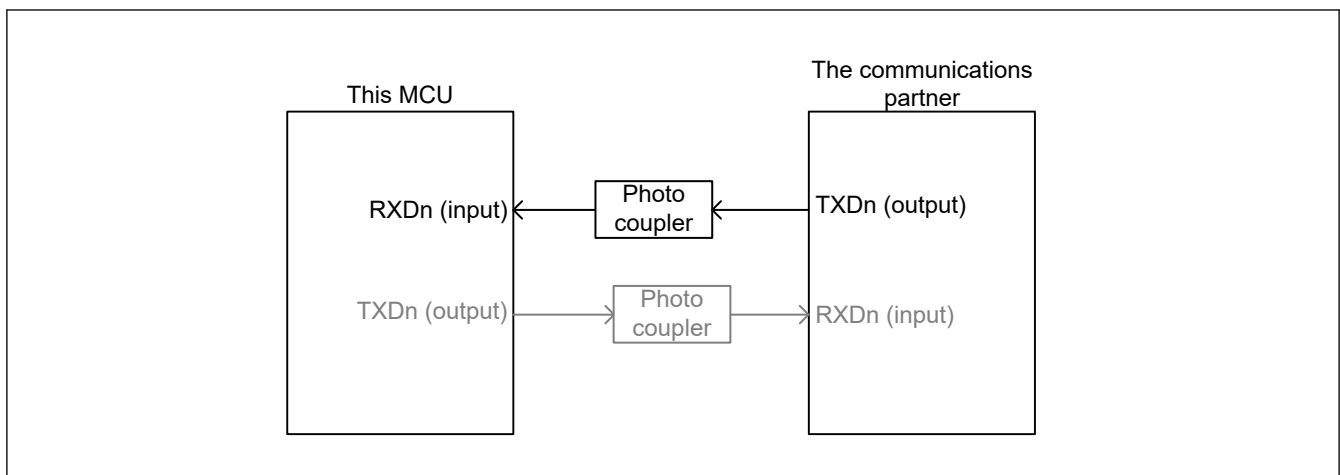 The communications
partner
This MCU
Photo
coupler
RXDn (input)
TXDn (output)
TXDn (output)
Photo
coupler
RXDn (input)